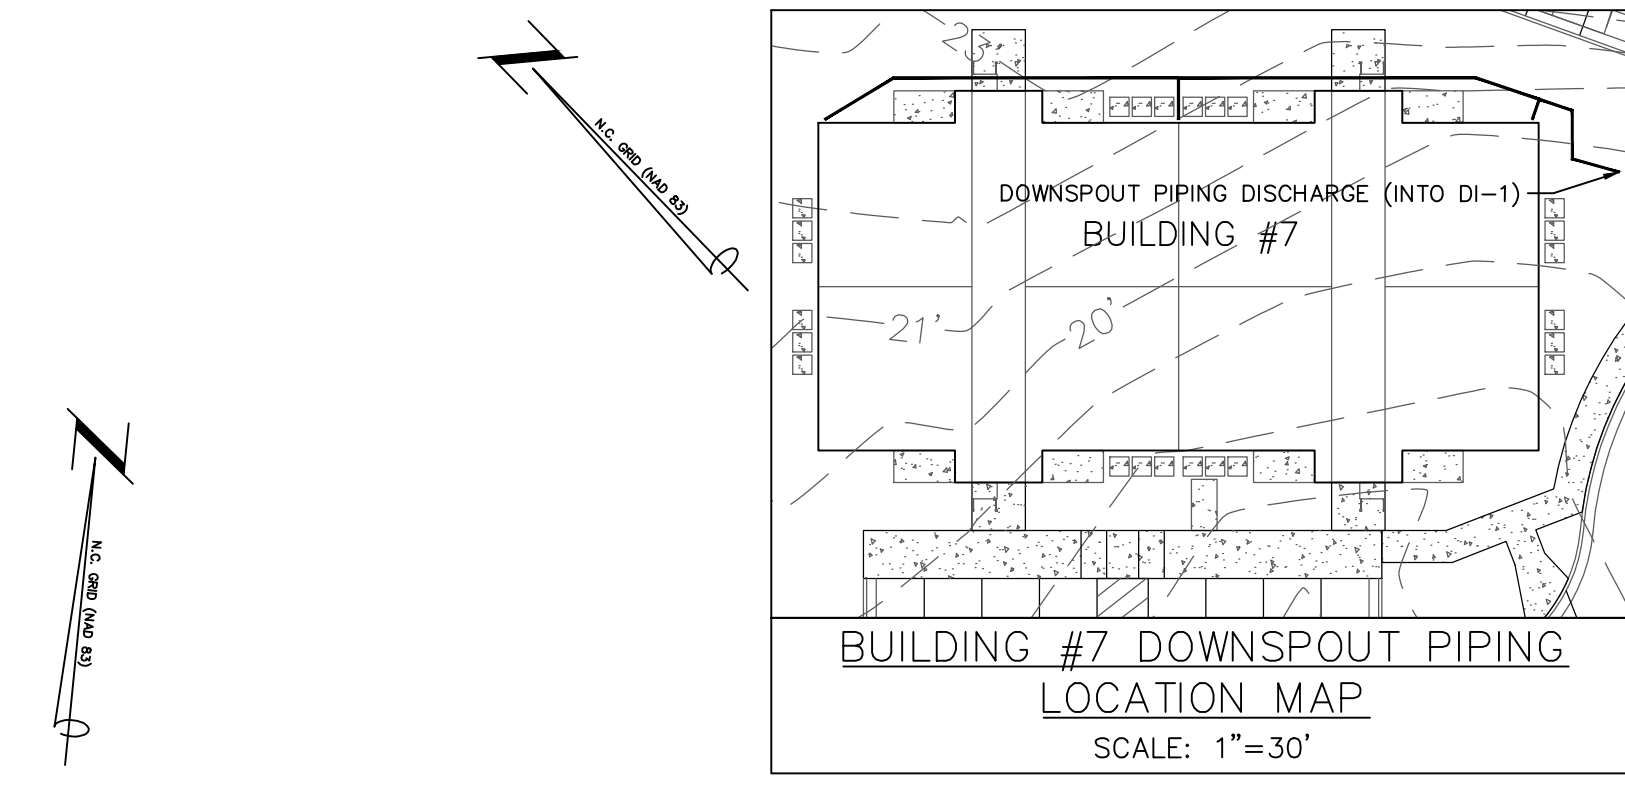 N
N.C. GRID (NAD 83)
N
N.C. GRID (NAD 83)
23
DOWNSPOUT PIPING DISCHARGE (INTO DI-1)
BUILDING #7
21'
20'
BUILDING #7 DOWNSPOUT PIPING
LOCATION MAP
SCALE: 1"=30'